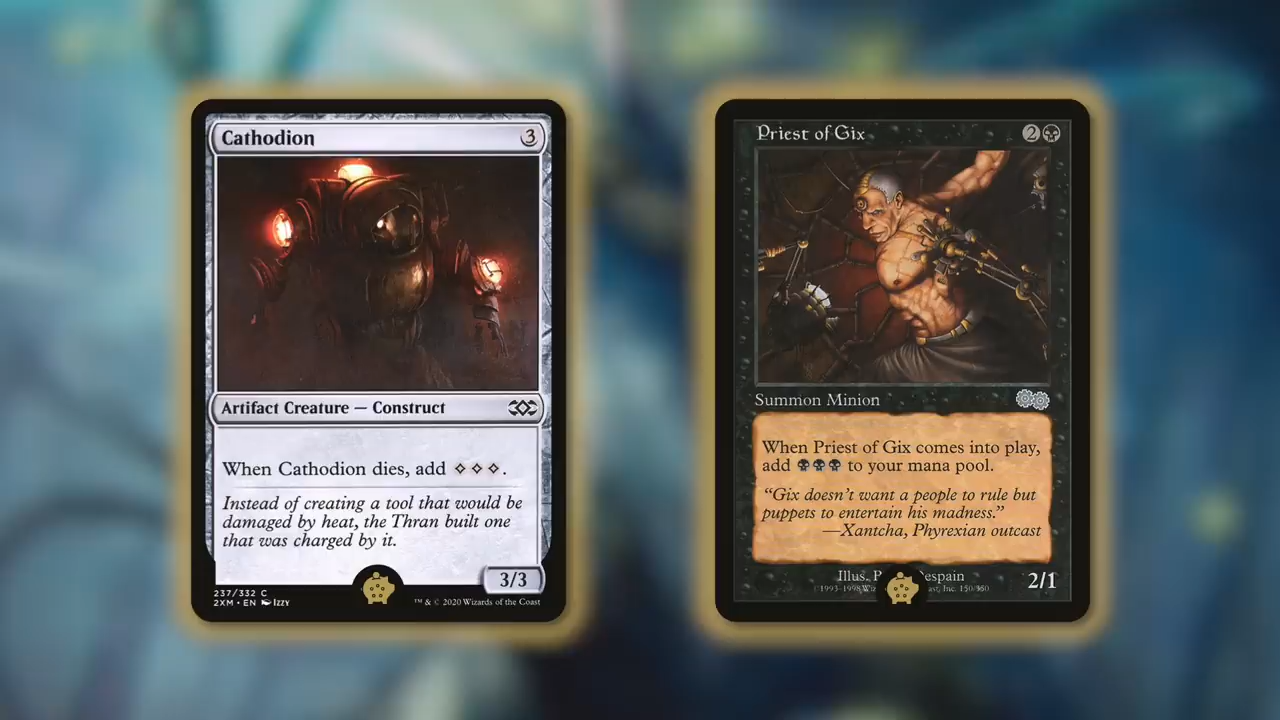 Cathodion 3
Artifact Creature — Construct
When Cathodion dies, add
Instead of creating a tool that would be
damaged by heat, the Thran built one
that was charged by it.
3/3
237/332 C
2XM • EN Izzy
™ & © 2020 Wizards of the Coast
Priest of Gix 2
Summon Minion
When Priest of Gix comes into play,
add to your mana pool.
“Gix doesn’t want a people to rule but
puppets to entertain his madness.”
—Xantcha, Phyrexian outcast
Illus.
2/1